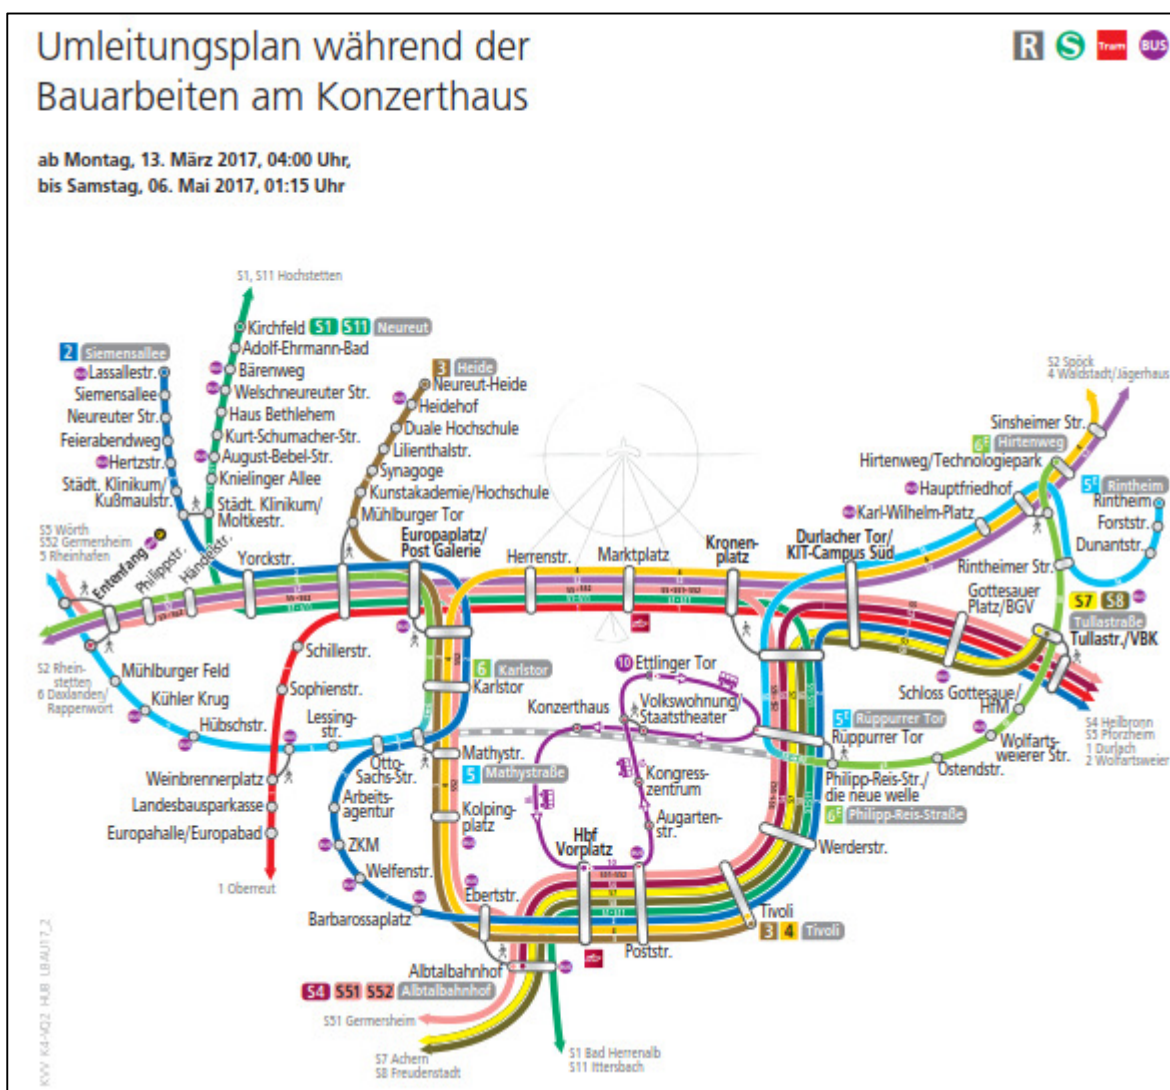 Umleitungsplan während der
Bauarbeiten am Konzerthaus
R S Tram BUS
ab Montag, 13. März 2017, 04:00 Uhr,
bis Samstag, 06. Mai 2017, 01:15 Uhr
S1, S11 Hochstetten
Kirchfeld S1 S11 Neureut
Adolf-Ehrmann-Bad
Bärenweg
Welschneureuter Str.
Haus Bethlehem
Kurt-Schumacher-Str.
August-Bebel-Str.
Knielinger Allee
Städt. Klinikum/
Moltkestr.
2 Siemensallee
Lassallestr.
Siemensallee
Neureuter Str.
Feierabendweg
Hertzstr.
Städt. Klinikum/
Kußmaulstr.
3 Heide
Neureut-Heide
Heidehof
Duale Hochschule
Lilienthalstr.
Synagoge
Kunstakademie/Hochschule
Mühlburger Tor
S2 Spöck
4 Waldstadt/Jägerhaus
Sinsheimer Str.
6E Hirtenweg
Hirtenweg/Technologiepark
Hauptfriedhof
Karl-Wilhelm-Platz
5E Rintheim
Rintheim
Forststr.
Dunantstr.
Rintheimer Str.
S5 Wörth
S52 Germersheim
5 Rheinhafen
Entenfang
Philippstr.
Händelstr.
Yorckstr.
Europaplatz/
Post Galerie
Herrenstr.
Marktplatz
Kronen-
platz
Durlacher Tor/
KIT-Campus Süd
Gottesauer
Platz/BGV
S7 S8
Tullastraße
Tullastr./VBK
S2 Rhein-
stetten
6 Daxlanden/
Rappenwört
Mühlburger Feld
Kühler Krug
Hübschstr.
Schillerstr.
Sophienstr.
Lessing-
str.
Weinbrennerplatz
Landesbausparkasse
Europahalle/Europabad
1 Oberreut
6 Karlstor
Karlstor
Otto-
Sachs-Str.
Mathystr.
5 Mathystraße
Arbeits-
agentur
ZKM
Welfenstr.
Barbarossaplatz
Kolping-
platz
Ebertstr.
10 Ettlinger Tor
Konzerthaus
Volkswohnung/
Staatstheater
Kongress-
zentrum
Augarten-
str.
Hbf
Vorplatz
Poststr.
5E Rüppurrer Tor
Rüppurrer Tor
Philipp-Reis-Str./
die neue welle
6E Philipp-Reis-Straße
Schloss Gottesaue/
HfM
Wolfarts-
weierer Str.
Ostendstr.
S4 Heilbronn
S5 Pforzheim
1 Durlach
2 Wolfartsweier
Werderstr.
Tivoli
3 4 Tivoli
Albtalbahnhof
S4 S51 S52 Albtalbahnhof
S51 Germersheim
S7 Achern
S8 Freudenstadt
S1 Bad Herrenalb
S11 Ittersbach